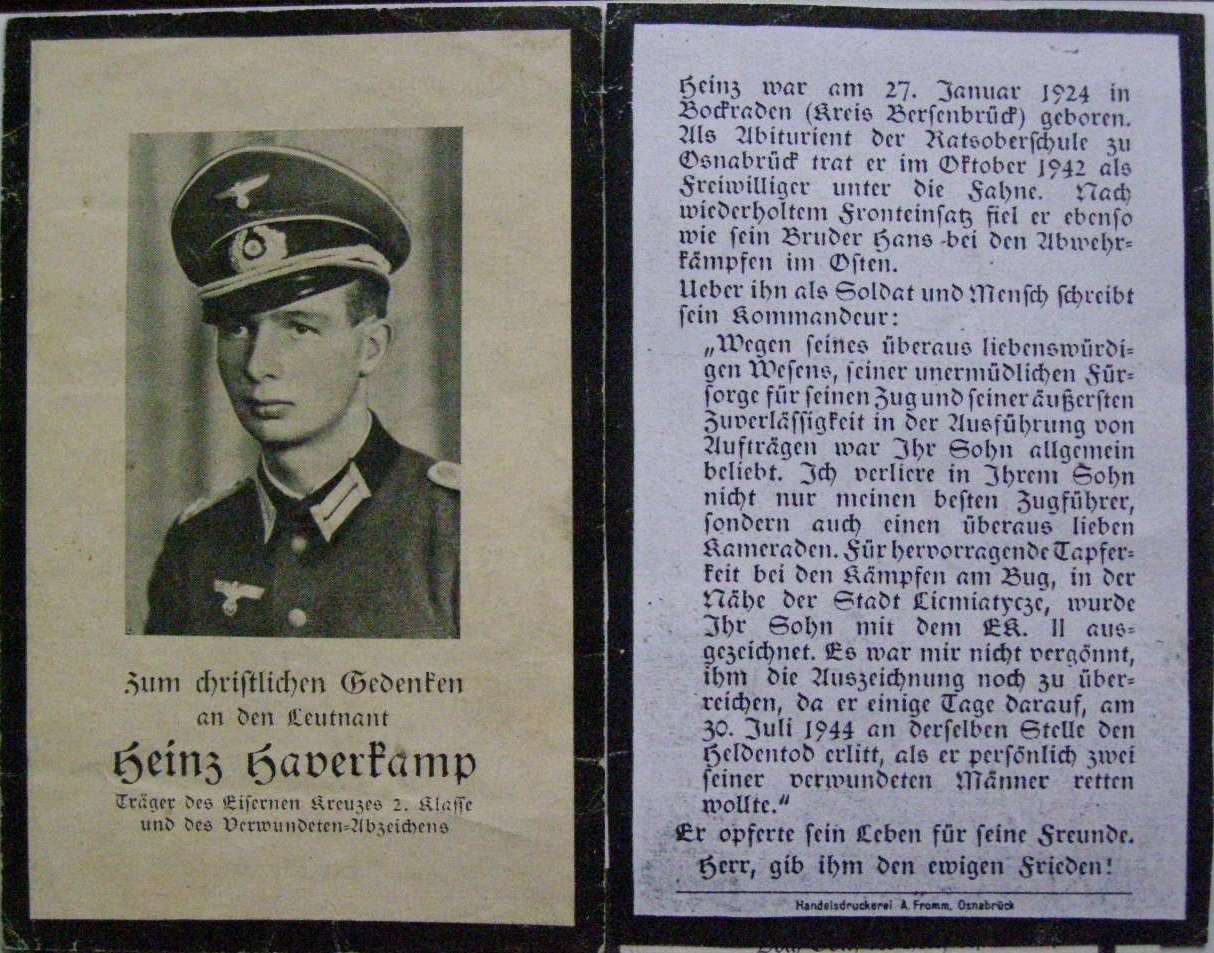 Zum christlichen Gedenken
an den Leutnant
Heinz Haverkamp
Träger des Eisernen Kreuzes 2. Klasse
und des Verwundeten=Abzeichens
Heinz war am 27. Januar 1924 in
Bockraden (Kreis Bersenbrück) geboren.
Als Abiturient der Ratsoberschule zu
Osnabrück trat er im Oktober 1942 als
Freiwilliger unter die Fahne. Nach
wiederholtem Fronteinsatz fiel er ebenso
wie sein Bruder Hans bei den Abwehr=
kämpfen im Osten.
Ueber ihn als Soldat und Mensch schreibt
sein Kommandeur:
„Wegen seines überaus liebenswürdi=
gen Wesens, seiner unermüdlichen Für=
sorge für seinen Zug und seiner äußersten
Zuverlässigkeit in der Ausführung von
Aufträgen war Ihr Sohn allgemein
beliebt. Ich verliere in Ihrem Sohn
nicht nur meinen besten Zugführer,
sondern auch einen überaus lieben
Kameraden. Für hervorragende Tapfer=
keit bei den Kämpfen am Bug, in der
Nähe der Stadt Liemiatycze, wurde
Ihr Sohn mit dem EK. II aus=
gezeichnet. Es war mir nicht vergönnt,
ihm die Auszeichnung noch zu über=
reichen, da er einige Tage darauf, am
30. Juli 1944 an derselben Stelle den
Heldentod erlitt, als er persönlich zwei
seiner verwundeten Männer retten
wollte.“
Er opferte sein Leben für seine Freunde.
Herr, gib ihm den ewigen Frieden!
Handelsdruckerei A. Fromm, Osnabrück